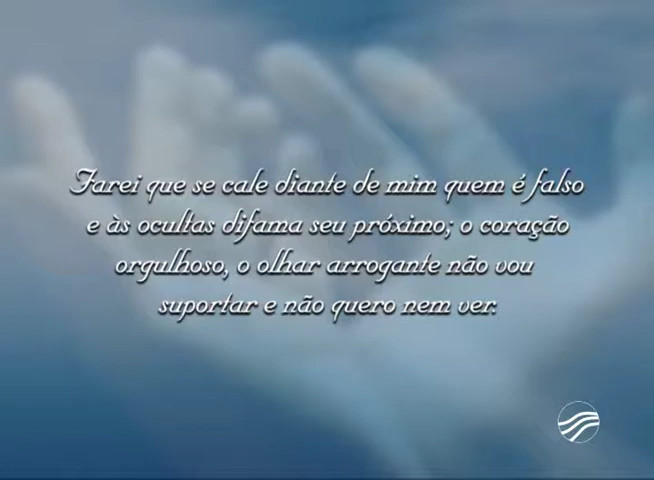 Farei que se cale diante de mim quem é falso
e às ocultas difama seu próximo; o coração
orgulhoso, o olhar arrogante não vou
suportar e não quero nem ver.